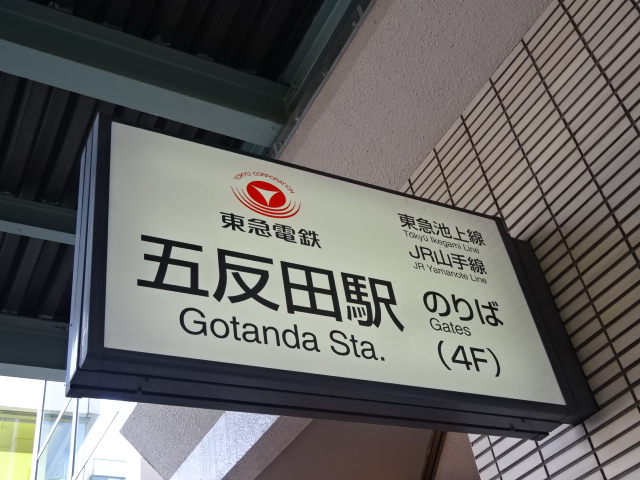 TOKYU CORPORATION
東急電鉄
五反田駅
Gotanda Sta.
東急池上線
Tōkyū Ikegami Line
JR山手線
JR Yamanote Line
のりば
Gates
(4F)